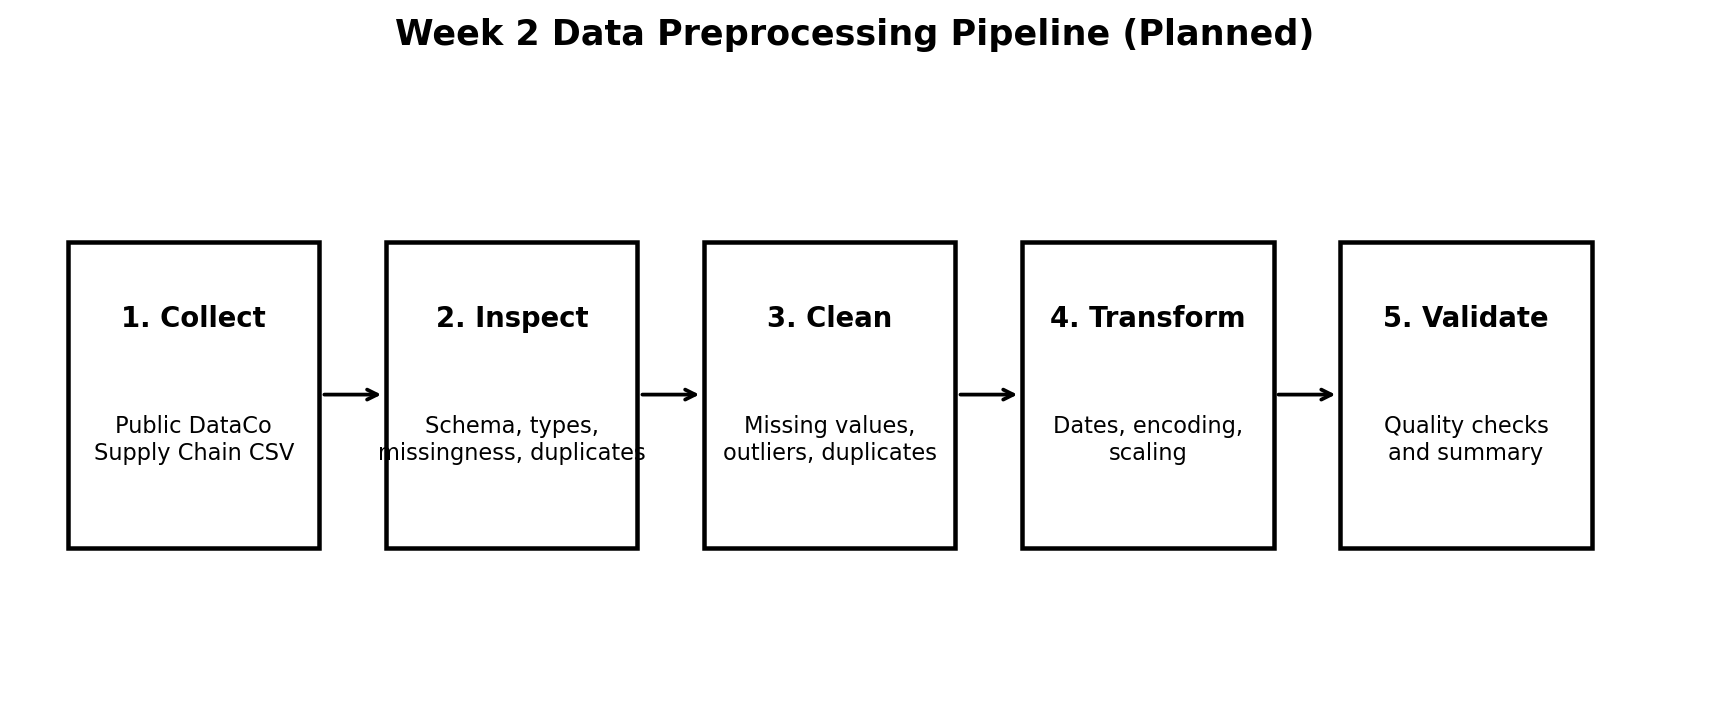 Week 2 Data Preprocessing Pipeline (Planned)
1. Collect
Public DataCo
Supply Chain CSV
2. Inspect
Schema, types,
missingness, duplicates
3. Clean
Missing values,
outliers, duplicates
4. Transform
Dates, encoding,
scaling
5. Validate
Quality checks
and summary